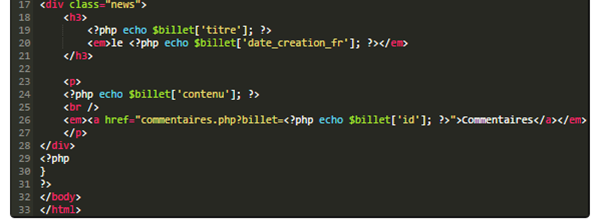 17 <div class="news">
18 <h3>
19 <?php echo $billet['titre']; ?>
20 <em>le <?php echo $billet['date_creation_fr']; ?></em>
21 </h3>
22
23 <p>
24 <?php echo $billet['contenu']; ?>
25 <br />
26 <em><a href="commentaires.php?billet=<?php echo $billet['id']; ?>">Commentaires</a></em>
27 </p>
28 </div>
29 <?php
30 }
31 ?>
32 </body>
33 </html>